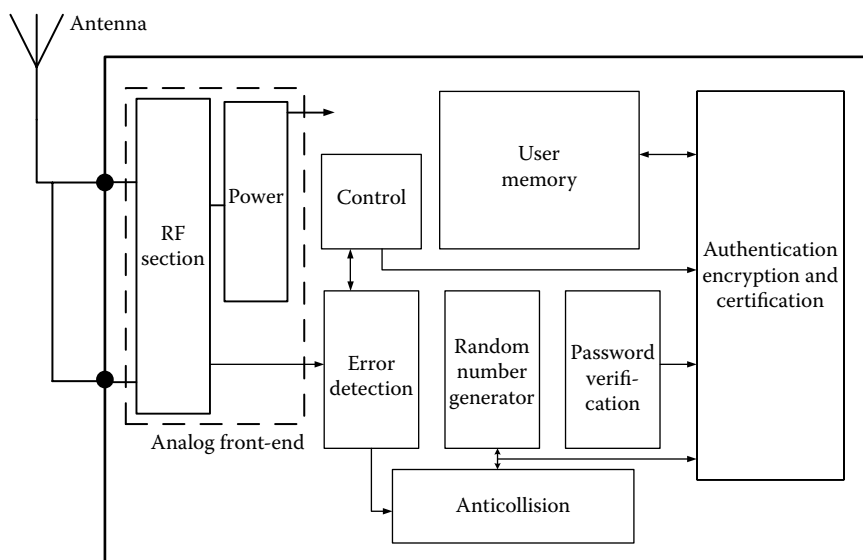 Antenna
RF
section
Power
Analog front-end
Control
Error
detection
User
memory
Random
number
generator
Password
verifi-
cation
Authentication
encryption and
certification
Anticollision